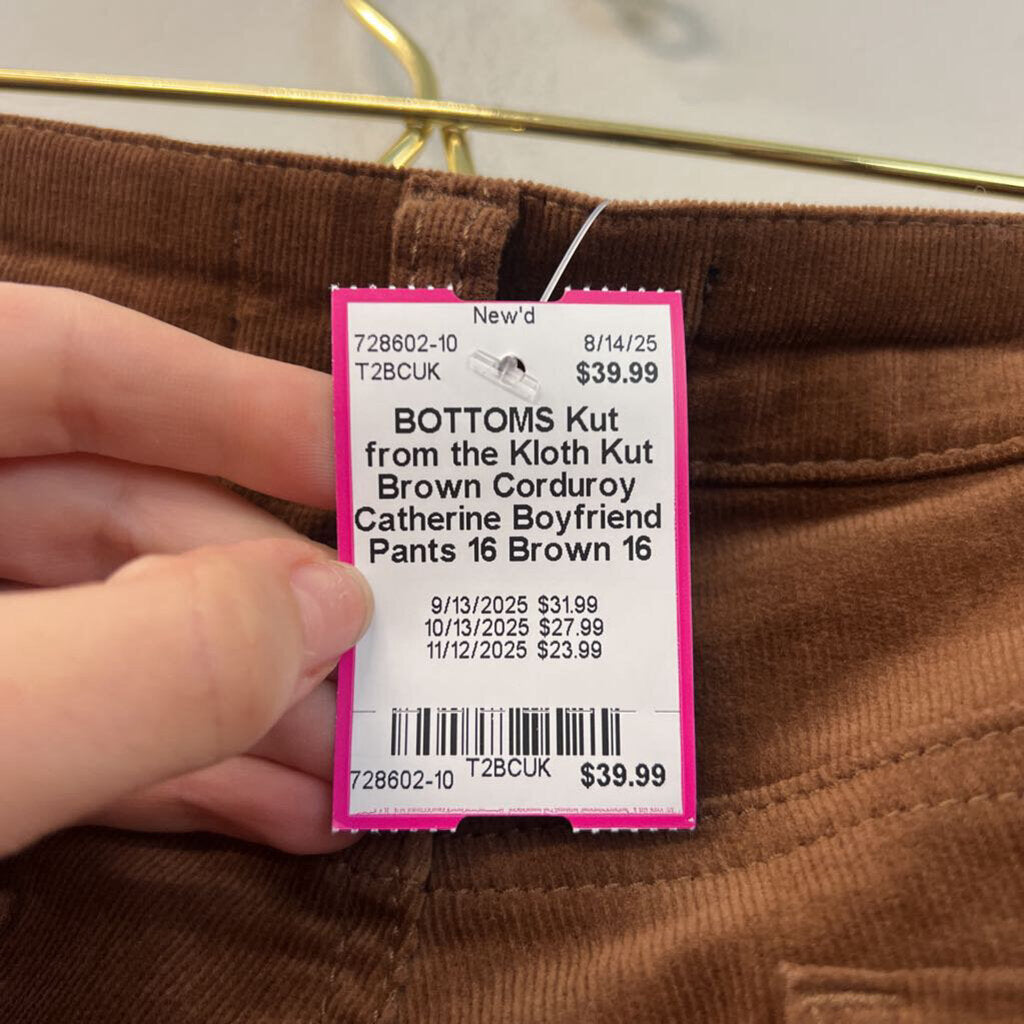 New'd
728602-10 8/14/25
T2BCUK $39.99
BOTTOMS Kut
from the Kloth Kut
Brown Corduroy
Catherine Boyfriend
Pants 16 Brown 16
9/13/2025 $31.99
10/13/2025 $27.99
11/12/2025 $23.99
728602-10 T2BCUK $39.99